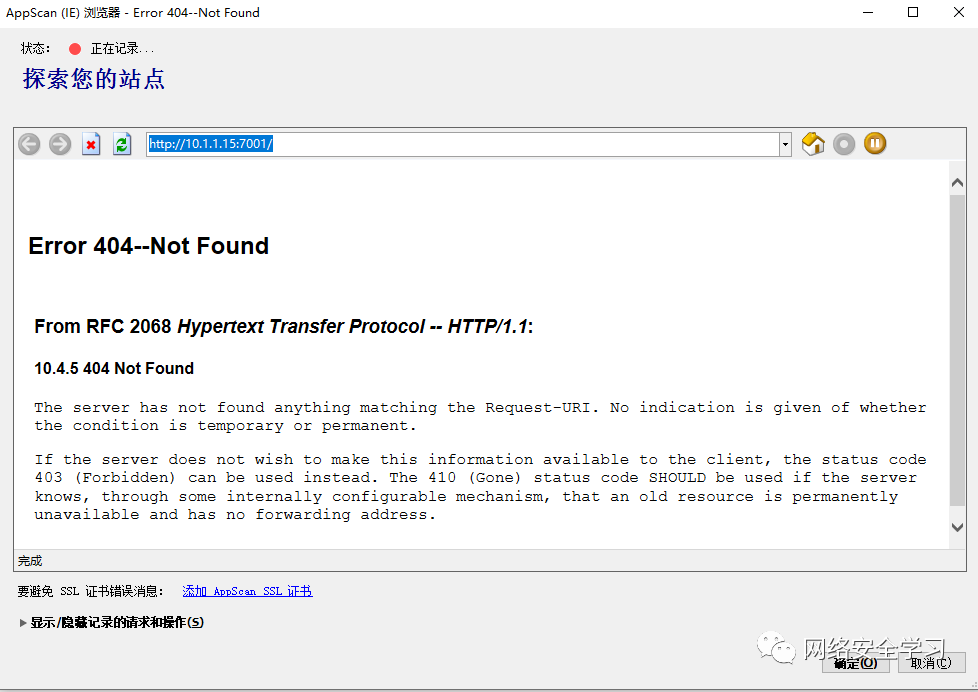 AppScan (IE) 浏览器 - Error 404--Not Found
状态： 正在记录...
探索您的站点
http://10.1.1.15:7001/
Error 404--Not Found
From RFC 2068 Hypertext Transfer Protocol -- HTTP/1.1:
10.4.5 404 Not Found
The server has not found anything matching the Request-URI. No indication is given of whether
the condition is temporary or permanent.
If the server does not wish to make this information available to the client, the status code
403 (Forbidden) can be used instead. The 410 (Gone) status code SHOULD be used if the server
knows, through some internally configurable mechanism, that an old resource is permanently
unavailable and has no forwarding address.
完成
要避免 SSL 证书错误消息： 添加 AppScan SSL 证书
显示/隐藏记录的请求和操作(S)
网络安全学习
确定(O) 取消(C)